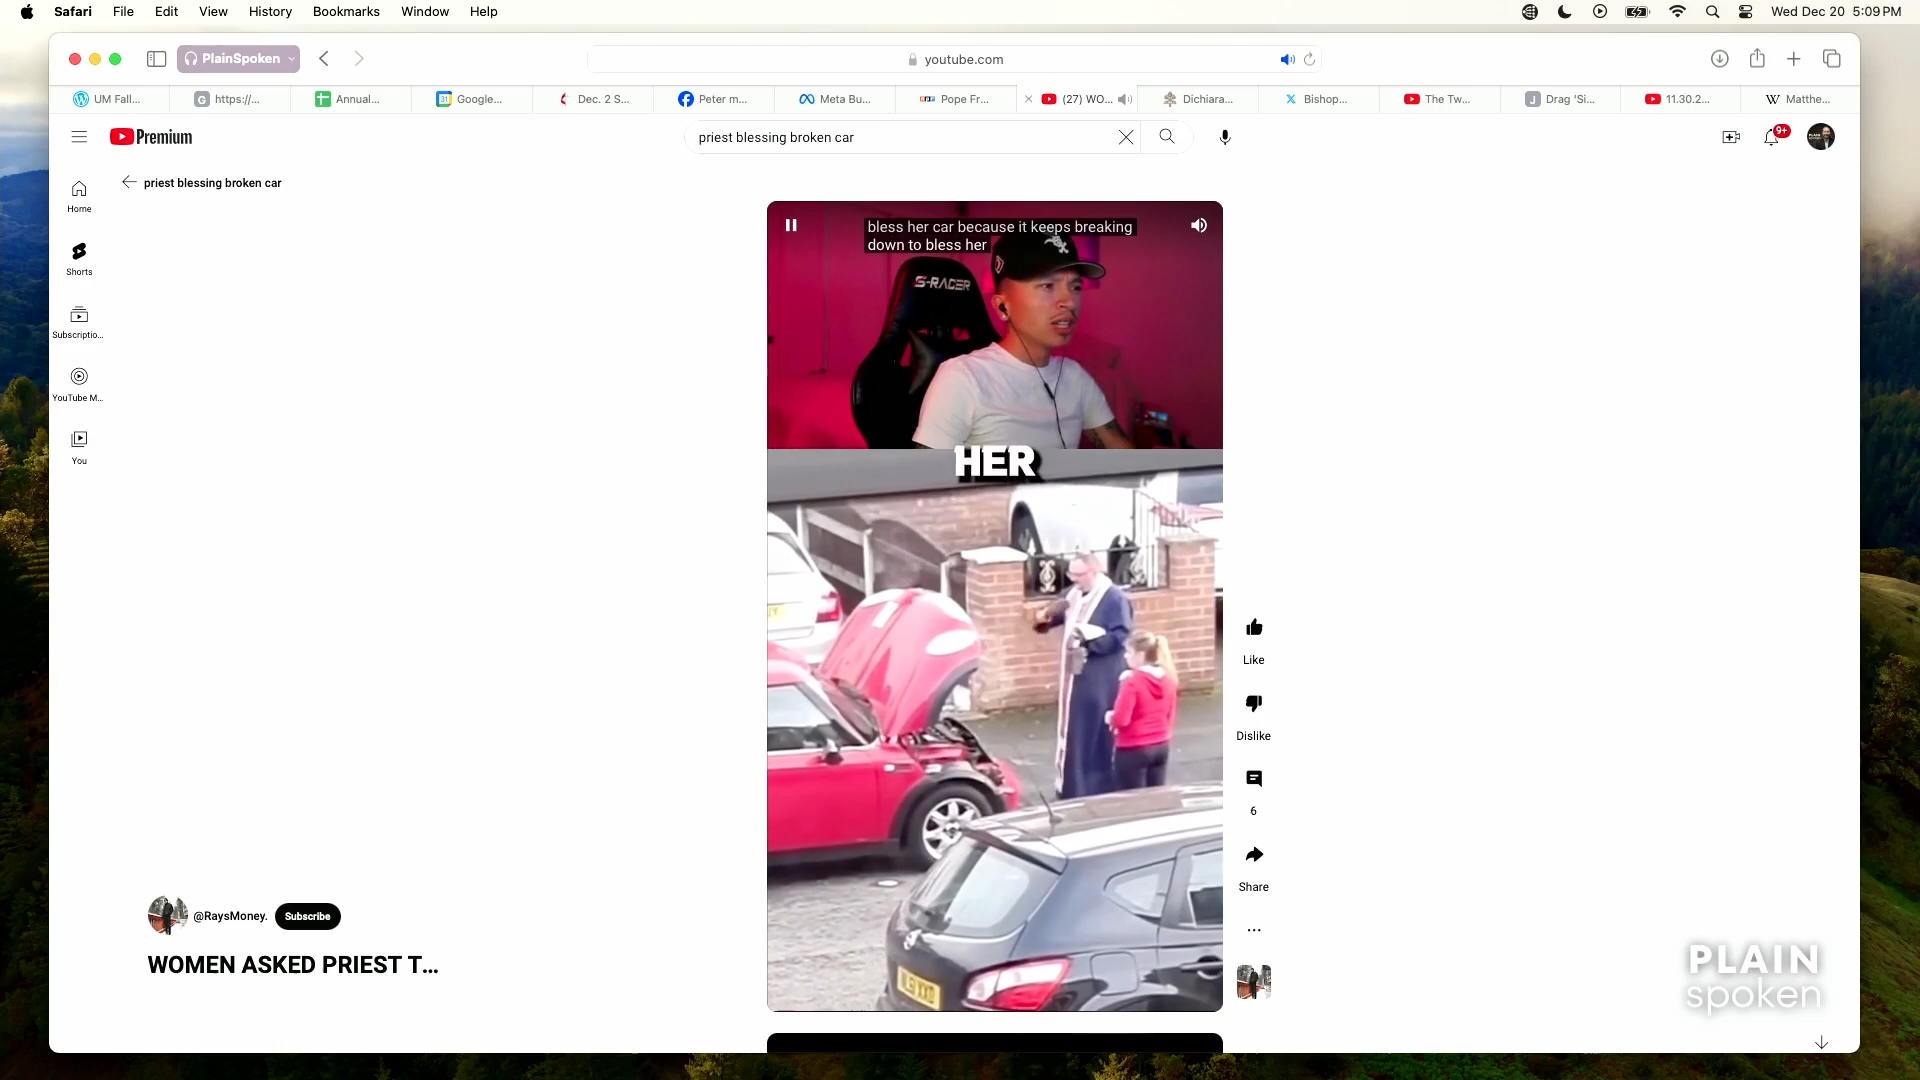 Safari File Edit View History Bookmarks Window Help Wed Dec 20 5:09 PM
PlainSpoken
youtube.com
UM Fall... https://... Annual... Google... Dec. 2 S... Peter m... Meta Bu... Pope Fr... (27) WO... Dichiara... Bishop... The Tw... Drag ‘Si... 11.30.2... Matthe...
Premium
priest blessing broken car
9+
priest blessing broken car
Home
Shorts
Subscriptio...
YouTube M...
You
bless her car because it keeps breaking
down to bless her
S-RACER
HER
Like
Dislike
6
Share
@RaysMoney. Subscribe
WOMEN ASKED PRIEST T...
PLAIN
spoken